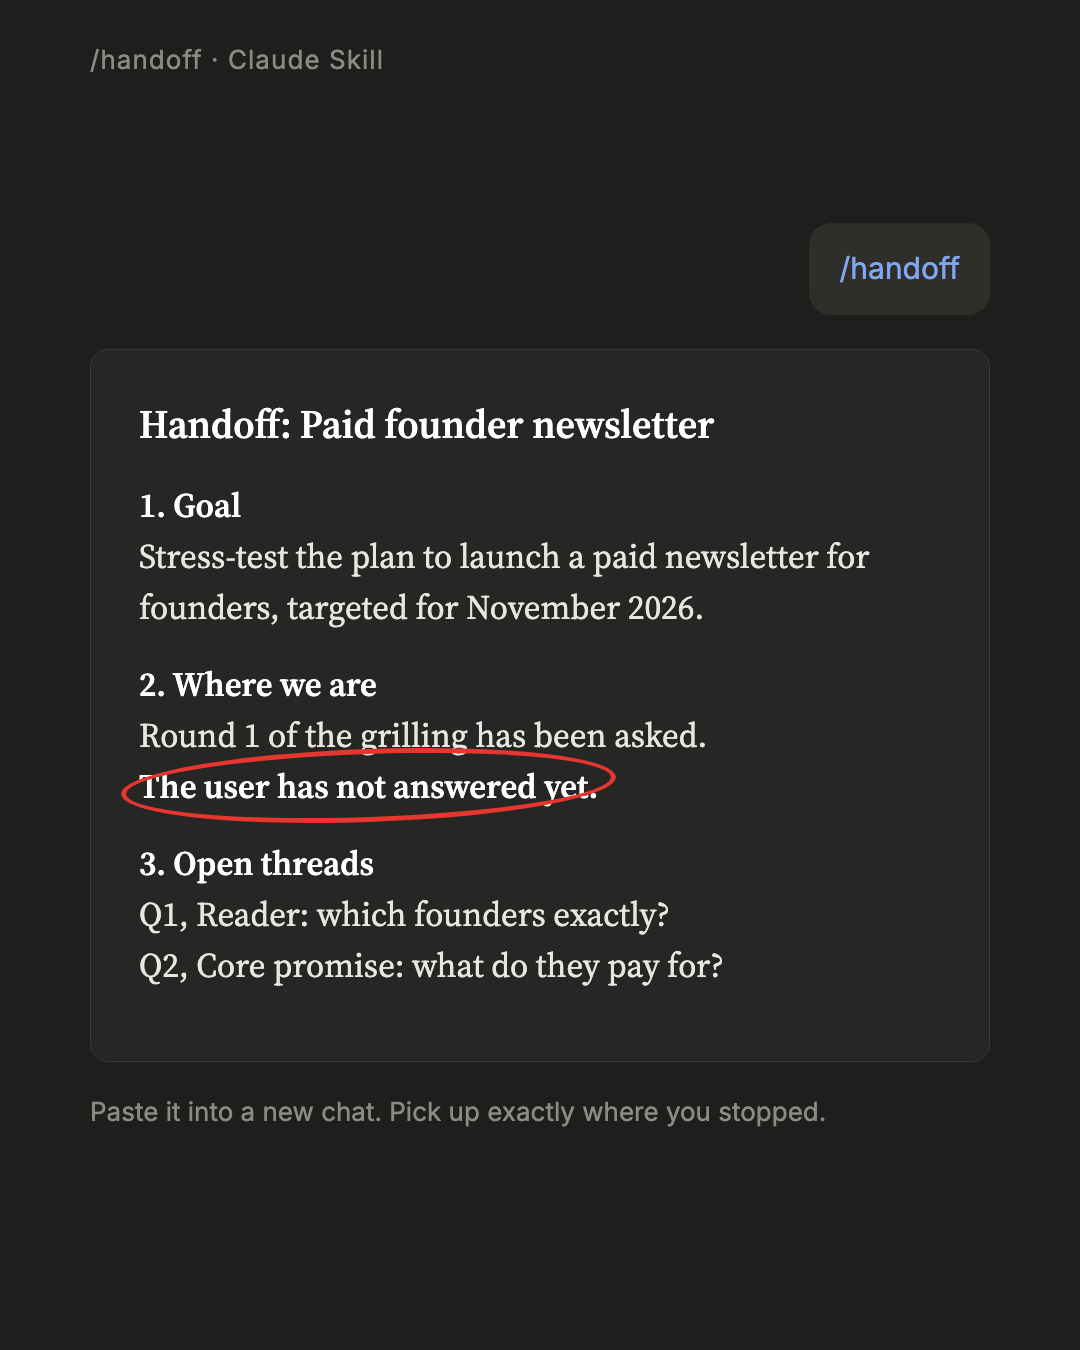 /handoff · Claude Skill
/handoff
Handoff: Paid founder newsletter
1. Goal
Stress-test the plan to launch a paid newsletter for
founders, targeted for November 2026.
2. Where we are
Round 1 of the grilling has been asked.
The user has not answered yet.
3. Open threads
Q1, Reader: which founders exactly?
Q2, Core promise: what do they pay for?
Paste it into a new chat. Pick up exactly where you stopped.